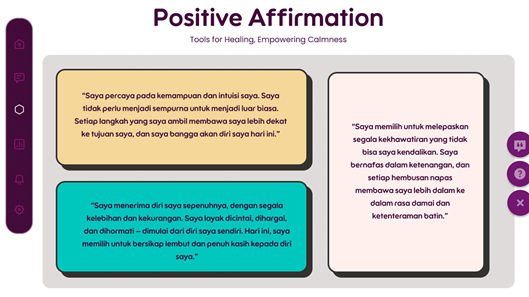 Positive Affirmation
Tools for Healing, Empowering Calmness
"Saya percaya pada kemampuan dan intuisi saya. Saya
tidak perlu menjadi sempurna untuk menjadi luar biasa.
Setiap langkah yang saya ambil membawa saya lebih dekat
ke tujuan saya, dan saya bangga akan diri saya hari ini."
"Saya menerima diri saya sepenuhnya, dengan segala
kelebihan dan kekurangan. Saya layak dicintai, dihargai,
dan dihormati – dimulai dari diri saya sendiri. Hari ini, saya
memilih untuk bersikap lembut dan penuh kasih kepada diri
saya."
"Saya memilih untuk melepaskan
segala kekhawatiran yang tidak
bisa saya kendalikan. Saya
bernafas dalam ketenangan, dan
setiap hembusan napas
membawa saya lebih dalam ke
dalam rasa damai dan
ketenteraman batin."